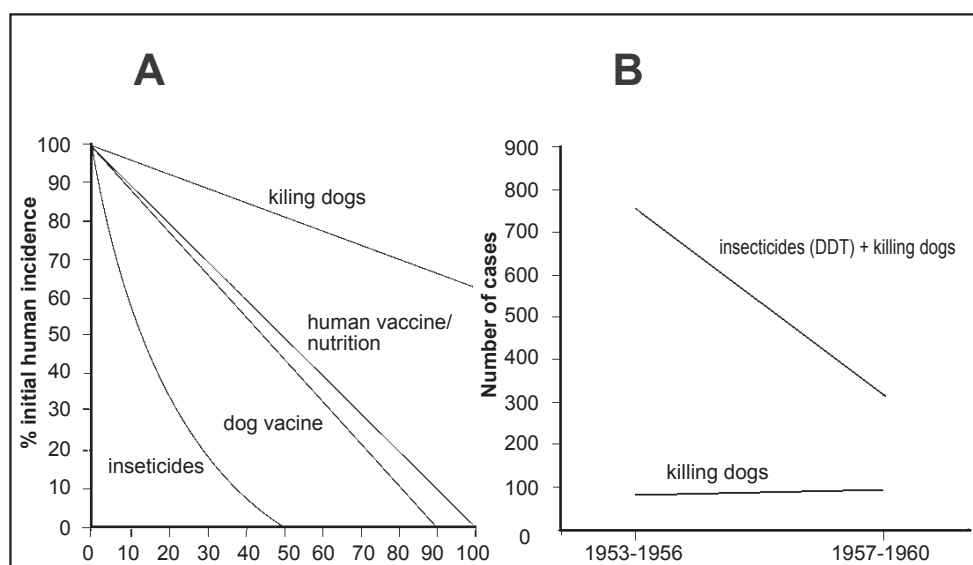 A
100
90
80
70
60
50
40
30
20
10
0
% initial human incidence
kiling dogs
human vaccine/
nutrition
dog vacine
inseticides
0 10 20 30 40 50 60 70 80 90 100
B
900
800
700
600
500
400
300
200
100
0
Number of cases
insecticides (DDT) + killing dogs
killing dogs
1953-1956 1957-1960